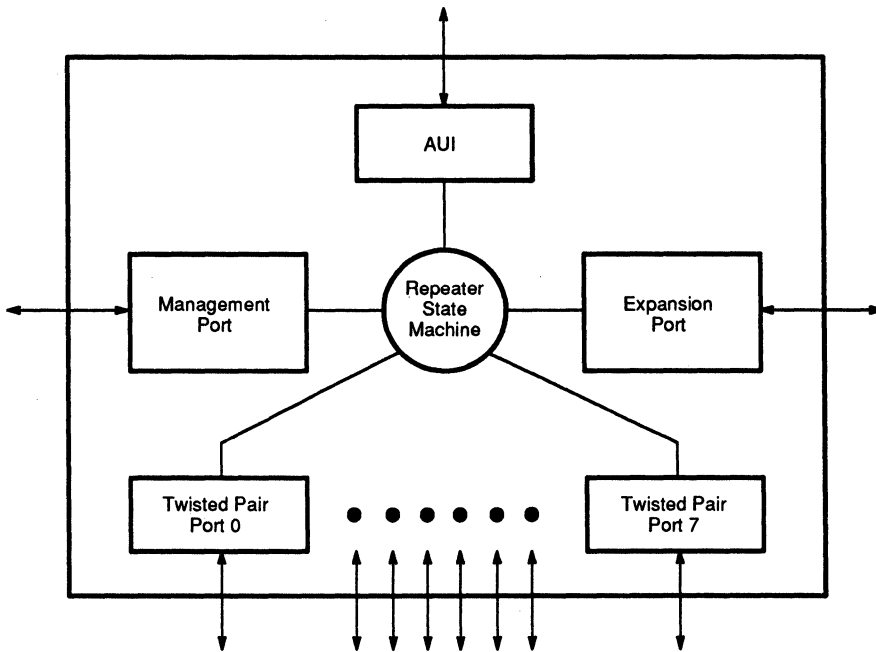 AUI
Management
Port
Repeater
State
Machine
Expansion
Port
Twisted Pair
Port 0
Twisted Pair
Port 7